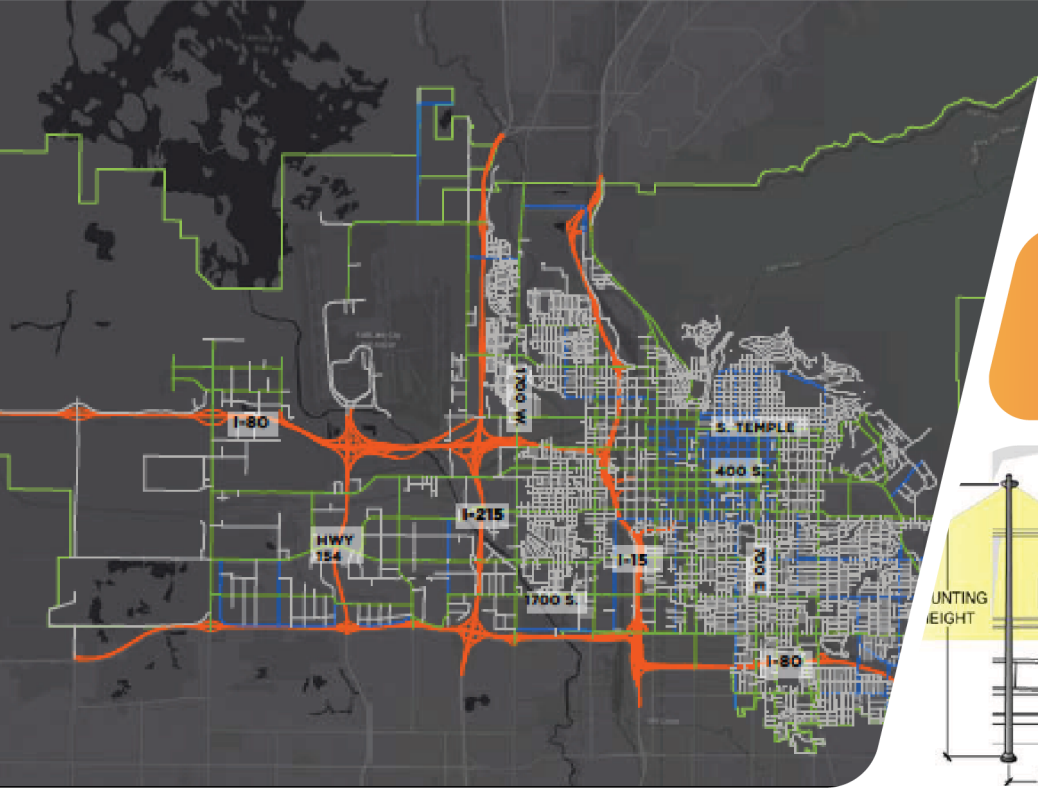 1700 W
I-80
S. TEMPLE
400 S.
I-215
HWY
154
I-15
700 E
1700 S.
I-80
UNTING
EIGHT